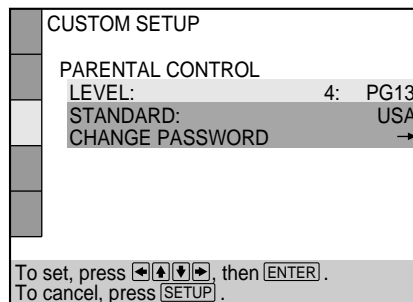 CUSTOM SETUP
PARENTAL CONTROL
LEVEL: 4: PG13
STANDARD: USA
CHANGE PASSWORD →
To set, press ←↑↓→, then ENTER.
To cancel, press SETUP.